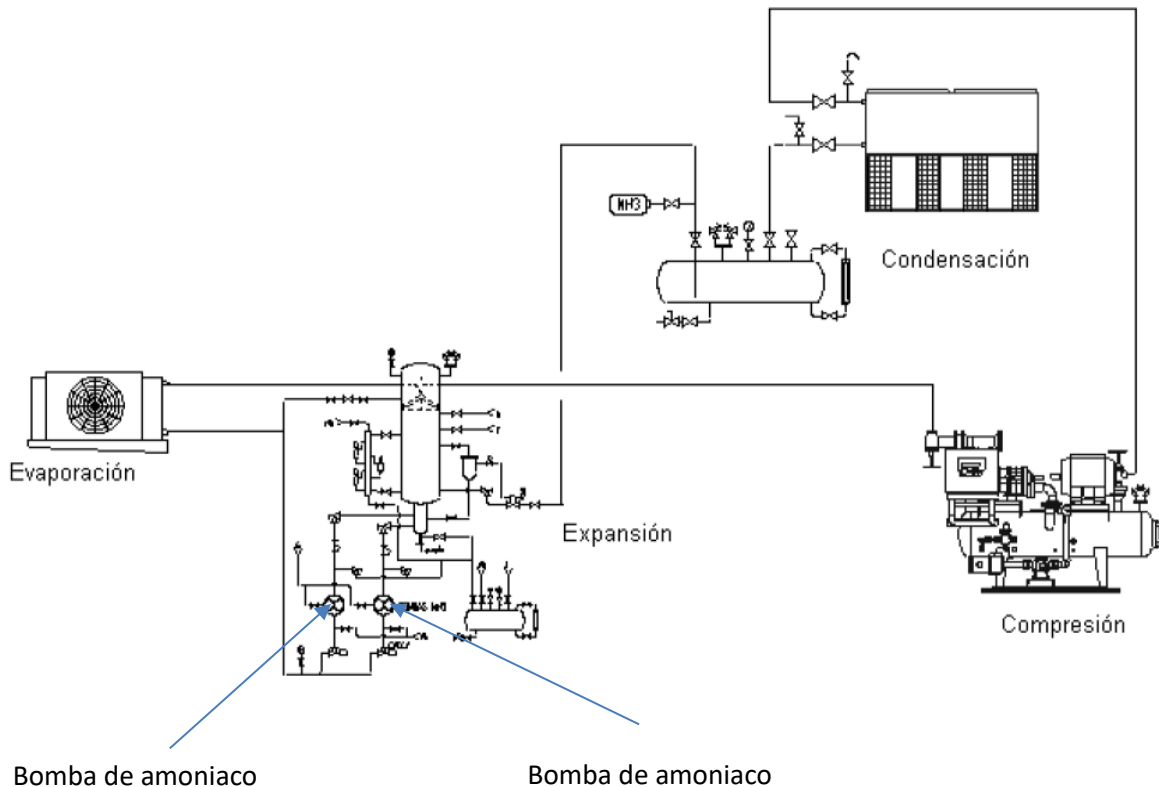 NH3
Condensación
Evaporación
Expansión
Compresión
Bomba de amoniaco
Bomba de amoniaco